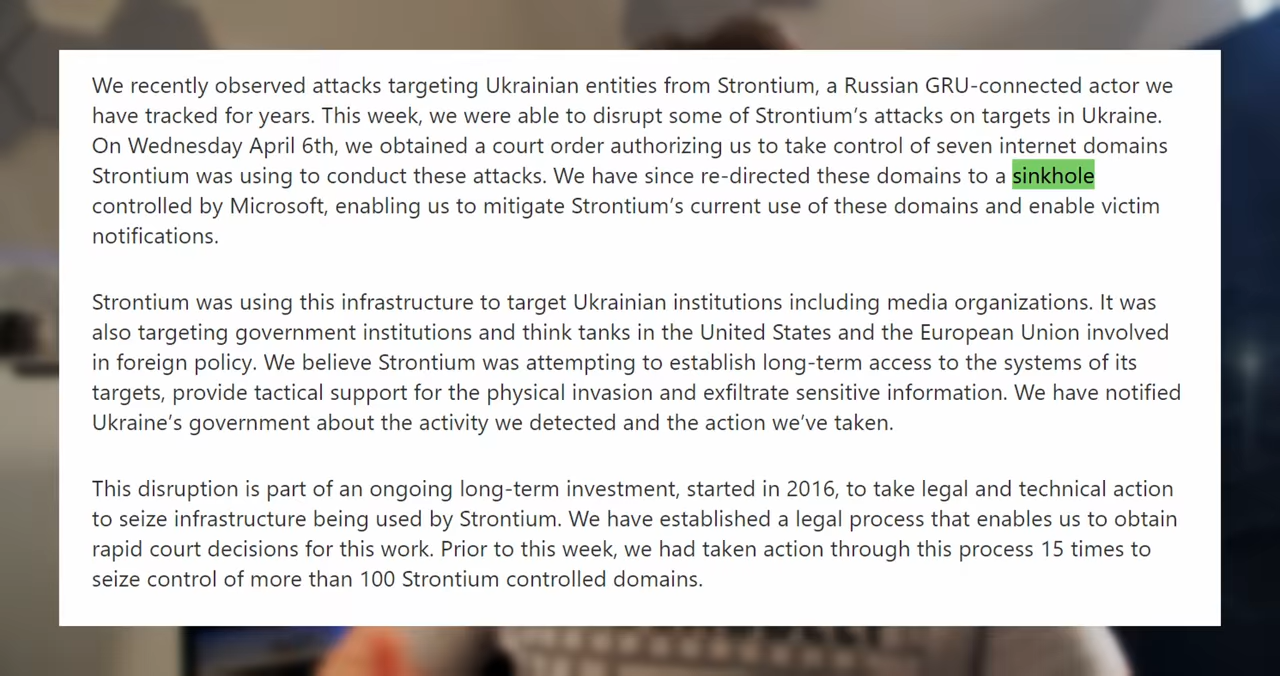 We recently observed attacks targeting Ukrainian entities from Strontium, a Russian GRU-connected actor we
have tracked for years. This week, we were able to disrupt some of Strontium’s attacks on targets in Ukraine.
On Wednesday April 6th, we obtained a court order authorizing us to take control of seven internet domains
Strontium was using to conduct these attacks. We have since re-directed these domains to a sinkhole
controlled by Microsoft, enabling us to mitigate Strontium’s current use of these domains and enable victim
notifications.
Strontium was using this infrastructure to target Ukrainian institutions including media organizations. It was
also targeting government institutions and think tanks in the United States and the European Union involved
in foreign policy. We believe Strontium was attempting to establish long-term access to the systems of its
targets, provide tactical support for the physical invasion and exfiltrate sensitive information. We have notified
Ukraine’s government about the activity we detected and the action we’ve taken.
This disruption is part of an ongoing long-term investment, started in 2016, to take legal and technical action
to seize infrastructure being used by Strontium. We have established a legal process that enables us to obtain
rapid court decisions for this work. Prior to this week, we had taken action through this process 15 times to
seize control of more than 100 Strontium controlled domains.